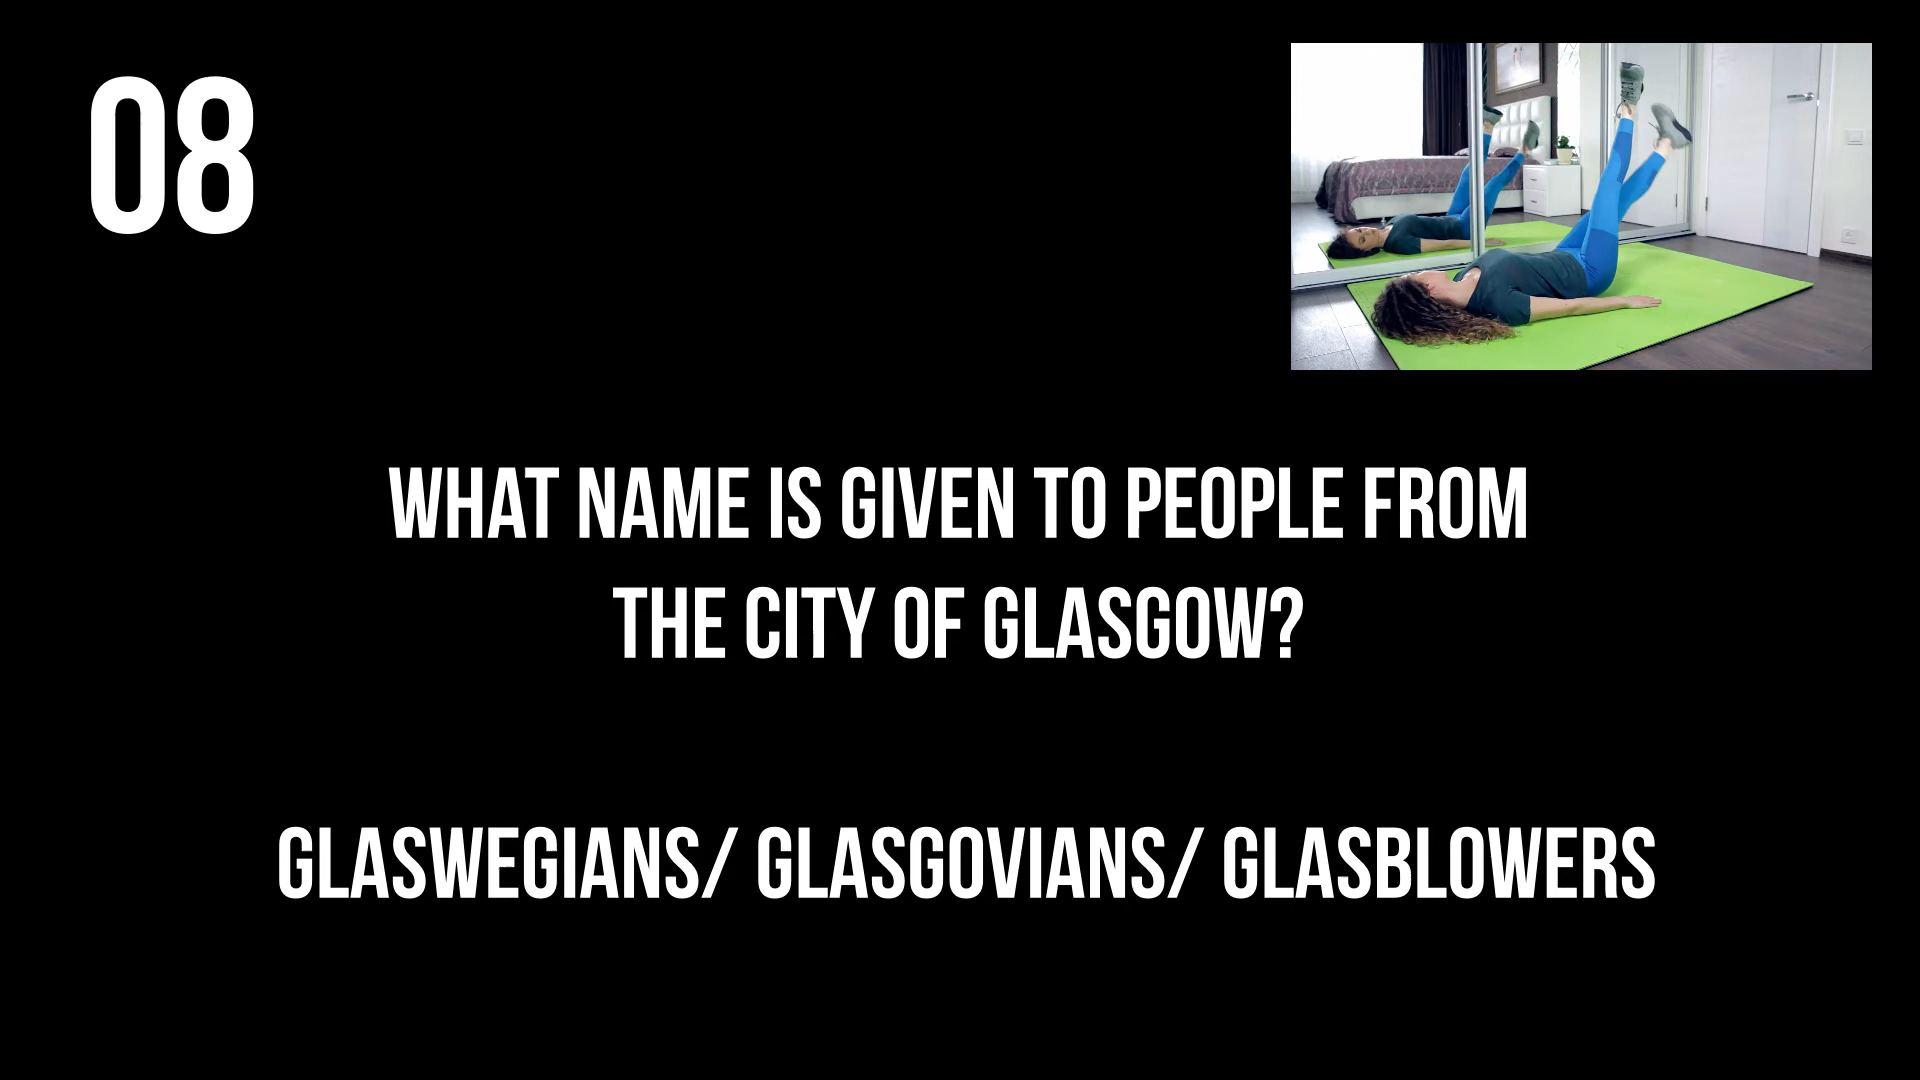 08
WHAT NAME IS GIVEN TO PEOPLE FROM
THE CITY OF GLASGOW?
GLASWEGIANS/ GLASGOVIANS/ GLASBLOWERS